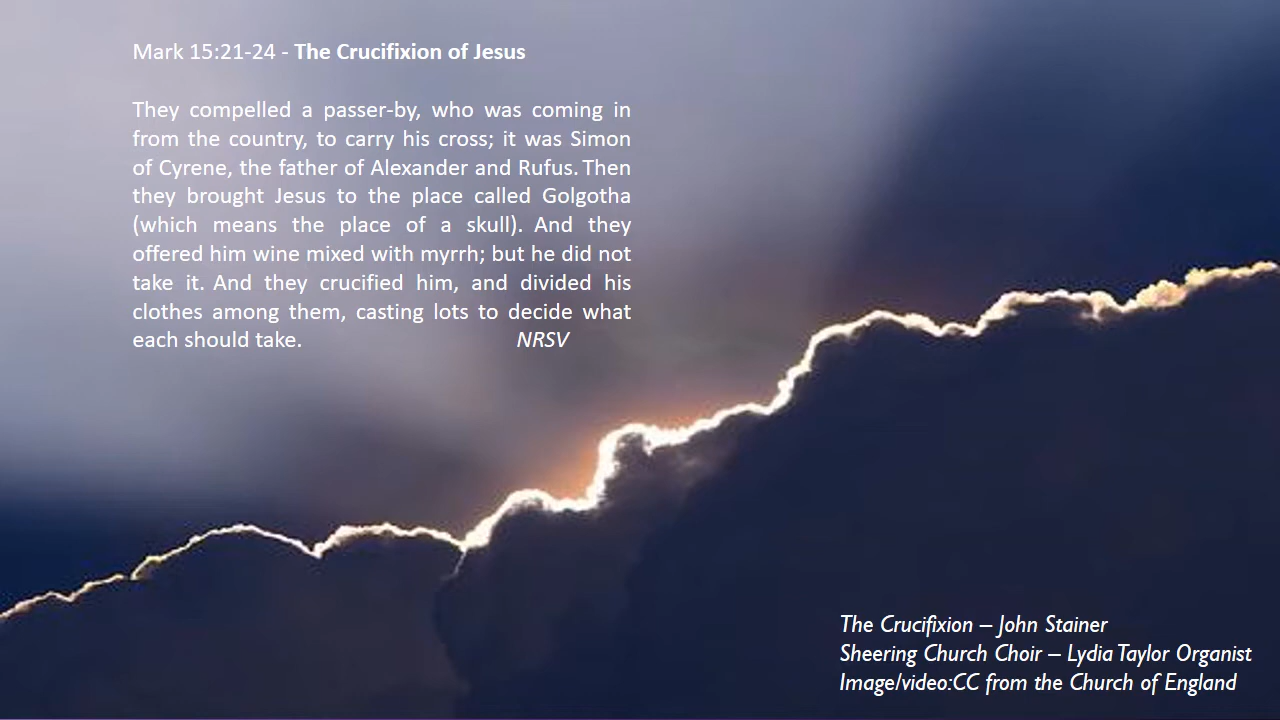 Mark 15:21-24 - The Crucifixion of Jesus
They compelled a passer-by, who was coming in
from the country, to carry his cross; it was Simon
of Cyrene, the father of Alexander and Rufus. Then
they brought Jesus to the place called Golgotha
(which means the place of a skull). And they
offered him wine mixed with myrrh; but he did not
take it. And they crucified him, and divided his
clothes among them, casting lots to decide what
each should take. NRSV
The Crucifixion – John Stainer
Sheering Church Choir – Lydia Taylor Organist
Image/video:CC from the Church of England